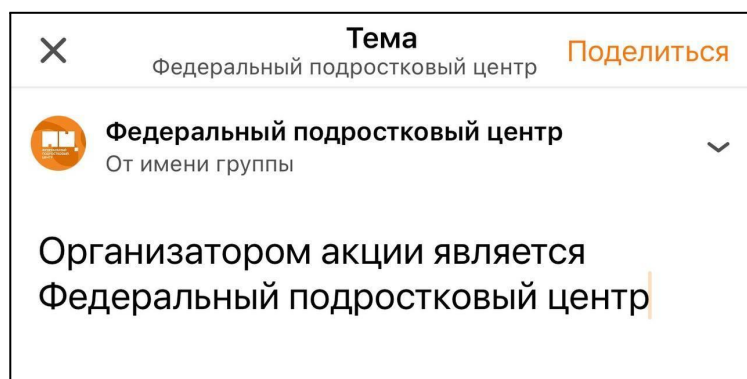 Тема
Федеральный подростковый центр
Поделиться
Федеральный подростковый центр
От имени группы
Организатором акции является
Федеральный подростковый центр